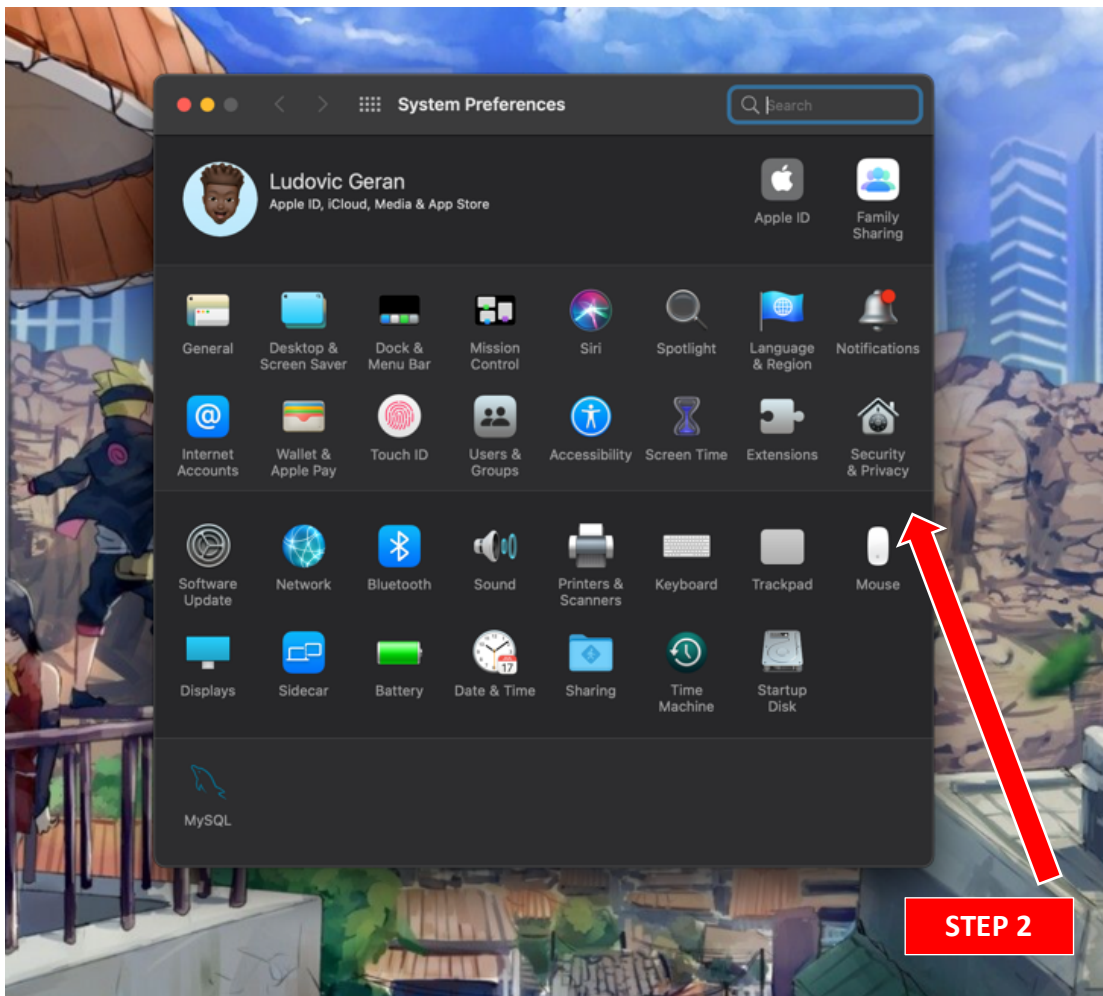 System Preferences
Search
Ludovic Geran
Apple ID, iCloud, Media & App Store
Apple ID
Family
Sharing
General
Desktop &
Screen Saver
Dock &
Menu Bar
Mission
Control
Siri
Spotlight
Language
& Region
Notifications
Internet
Accounts
Wallet &
Apple Pay
Touch ID
Users &
Groups
Accessibility
Screen Time
Extensions
Security
& Privacy
Software
Update
Network
Bluetooth
Sound
Printers &
Scanners
Keyboard
Trackpad
Mouse
Displays
Sidecar
Battery
Date & Time
17
Sharing
Time
Machine
Startup
Disk
MySQL
STEP 2